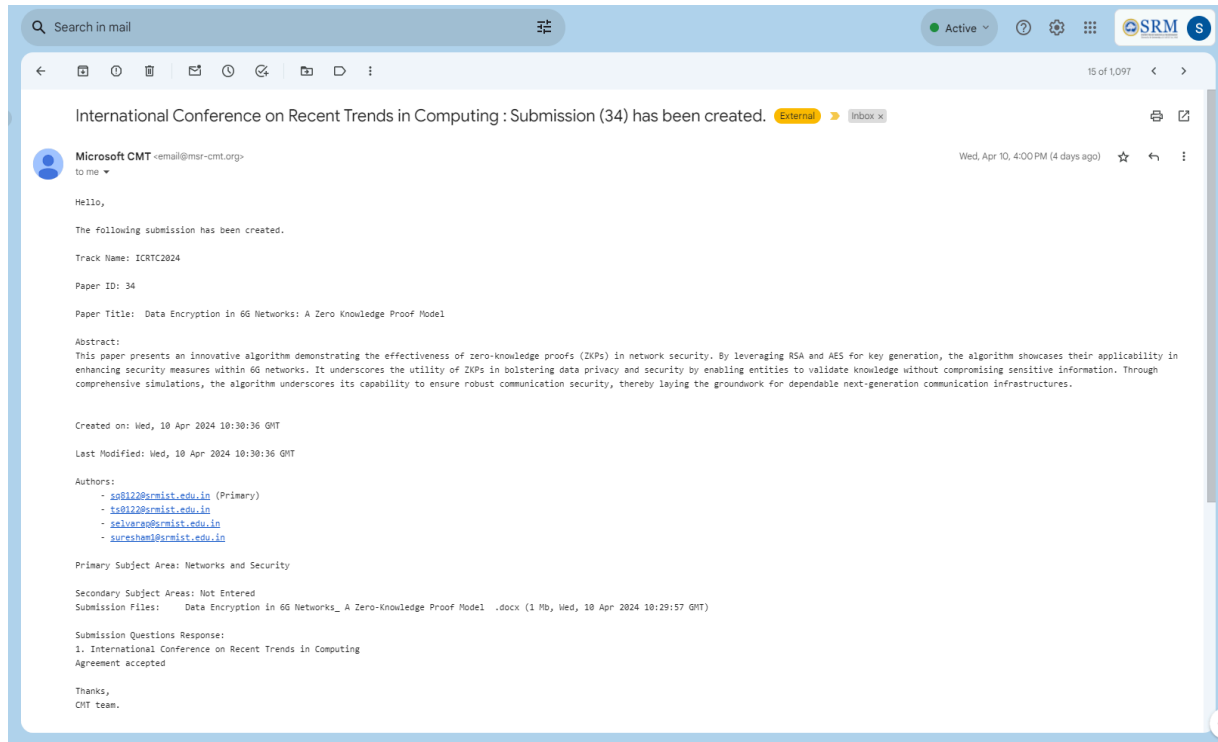 Search in mail
Active
SRM
S
15 of 1,097
International Conference on Recent Trends in Computing : Submission (34) has been created. External Inbox x
Microsoft CMT <email@msr-cmt.org>
Wed, Apr 10, 4:00 PM (4 days ago)
to me
Hello,
The following submission has been created.
Track Name: ICRTC2024
Paper ID: 34
Paper Title:  Data Encryption in 6G Networks: A Zero Knowledge Proof Model
Abstract:
This paper presents an innovative algorithm demonstrating the effectiveness of zero-knowledge proofs (ZKPs) in network security. By leveraging RSA and AES for key generation, the algorithm showcases their applicability in
enhancing security measures within 6G networks. It underscores the utility of ZKPs in bolstering data privacy and security by enabling entities to validate knowledge without compromising sensitive information. Through
comprehensive simulations, the algorithm underscores its capability to ensure robust communication security, thereby laying the groundwork for dependable next-generation communication infrastructures.
Created on: Wed, 10 Apr 2024 10:30:36 GMT
Last Modified: Wed, 10 Apr 2024 10:30:36 GMT
Authors:
- sq8122@srmist.edu.in (Primary)
- ts0122@srmist.edu.in
- selvarap@srmist.edu.in
- suresham1@srmist.edu.in
Primary Subject Area: Networks and Security
Secondary Subject Areas: Not Entered
Submission Files:     Data Encryption in 6G Networks_ A Zero-Knowledge Proof Model  .docx (1 Mb, Wed, 10 Apr 2024 10:29:57 GMT)
Submission Questions Response:
1. International Conference on Recent Trends in Computing
Agreement accepted
Thanks,
CMT team.